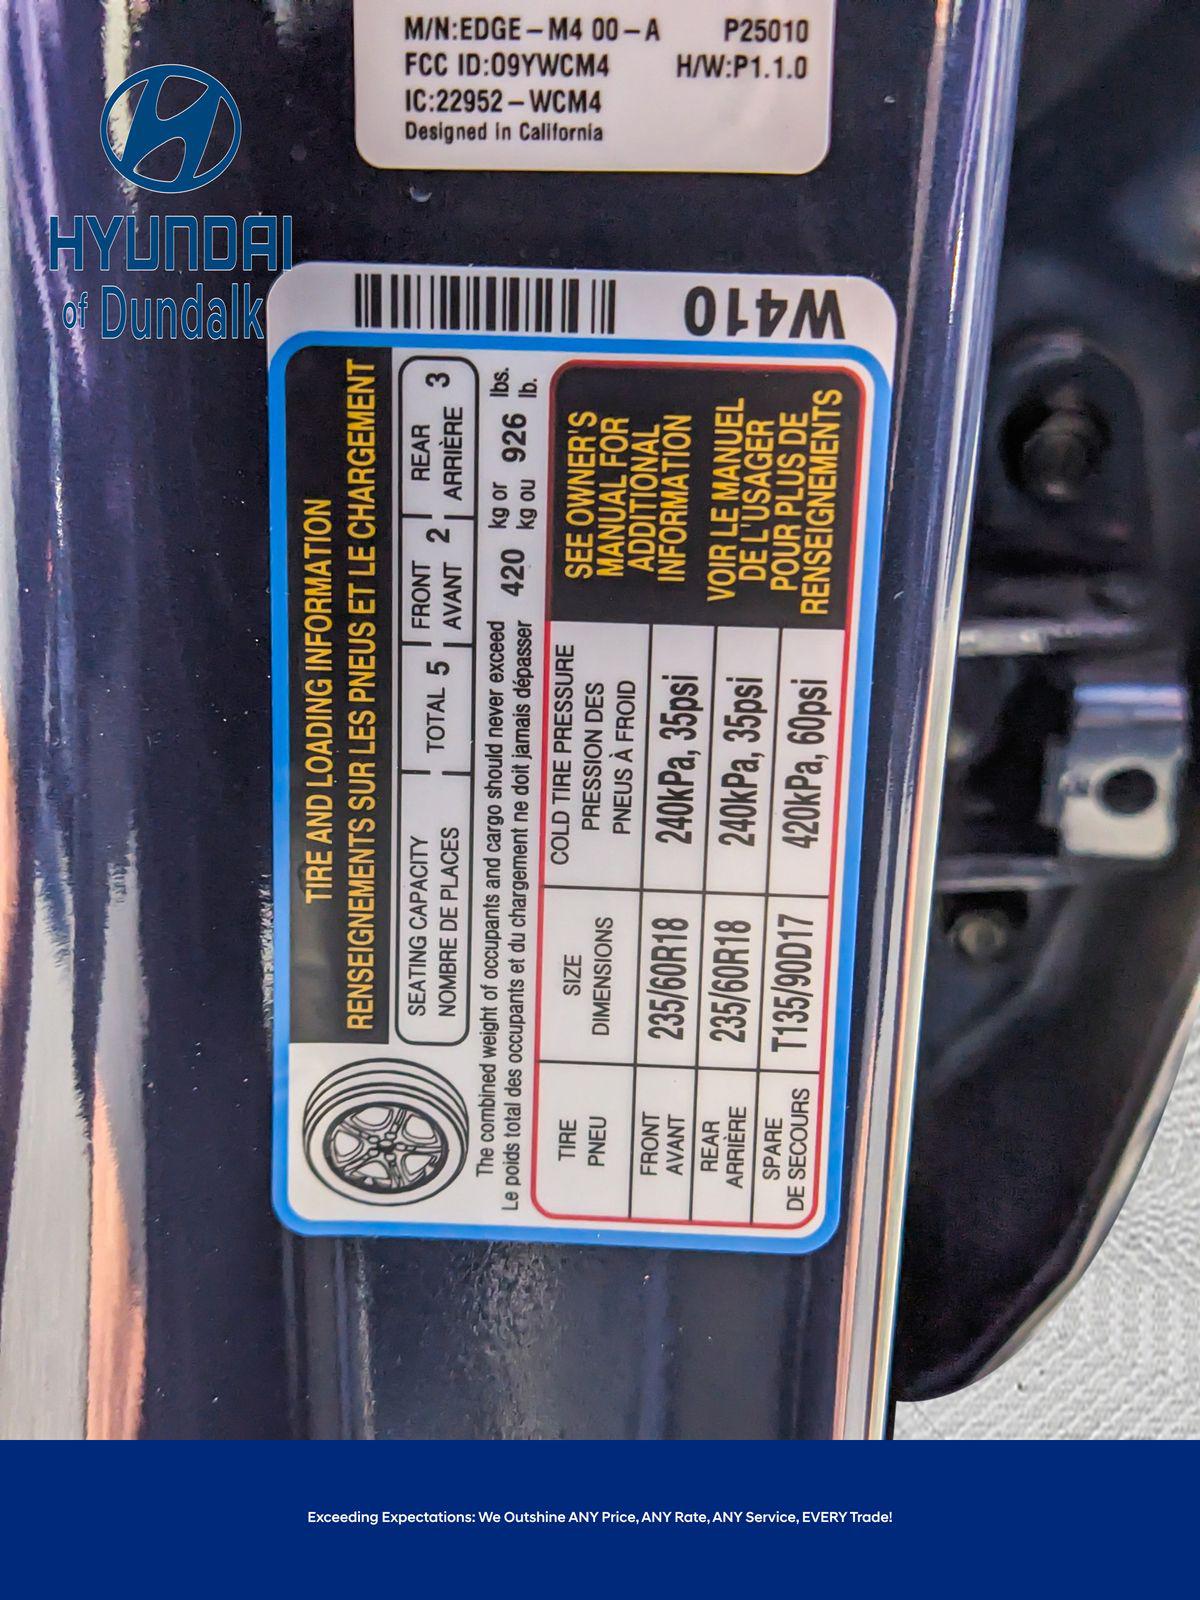 M/N:EDGE-M4 00-A P25010
FCC ID:O9YWCM4 H/W:P1.1.0
IC:22952-WCM4
Designed in California
HYUNDAI
of Dundalk
W410
TIRE AND LOADING INFORMATION
RENSEIGNEMENTS SUR LES PNEUS ET LE CHARGEMENT
SEATING CAPACITY TOTAL 5 FRONT 2 REAR 3
NOMBRE DE PLACES AVANT ARRIÈRE
The combined weight of occupants and cargo should never exceed 420 kg or 926 lbs.
Le poids total des occupants et du chargement ne doit jamais dépasser kg ou lb.
TIRE SIZE COLD TIRE PRESSURE
PNEU DIMENSIONS PRESSION DES
PNEUS À FROID
FRONT 235/60R18 240kPa, 35psi
AVANT
REAR 235/60R18 240kPa, 35psi
ARRIÈRE
SPARE T135/90D17 420kPa, 60psi
DE SECOURS
SEE OWNER'S
MANUAL FOR
ADDITIONAL
INFORMATION
VOIR LE MANUEL
DE L'USAGER
POUR PLUS DE
RENSEIGNEMENTS
Exceeding Expectations: We Outshine ANY Price, ANY Rate, ANY Service, EVERY Trade!